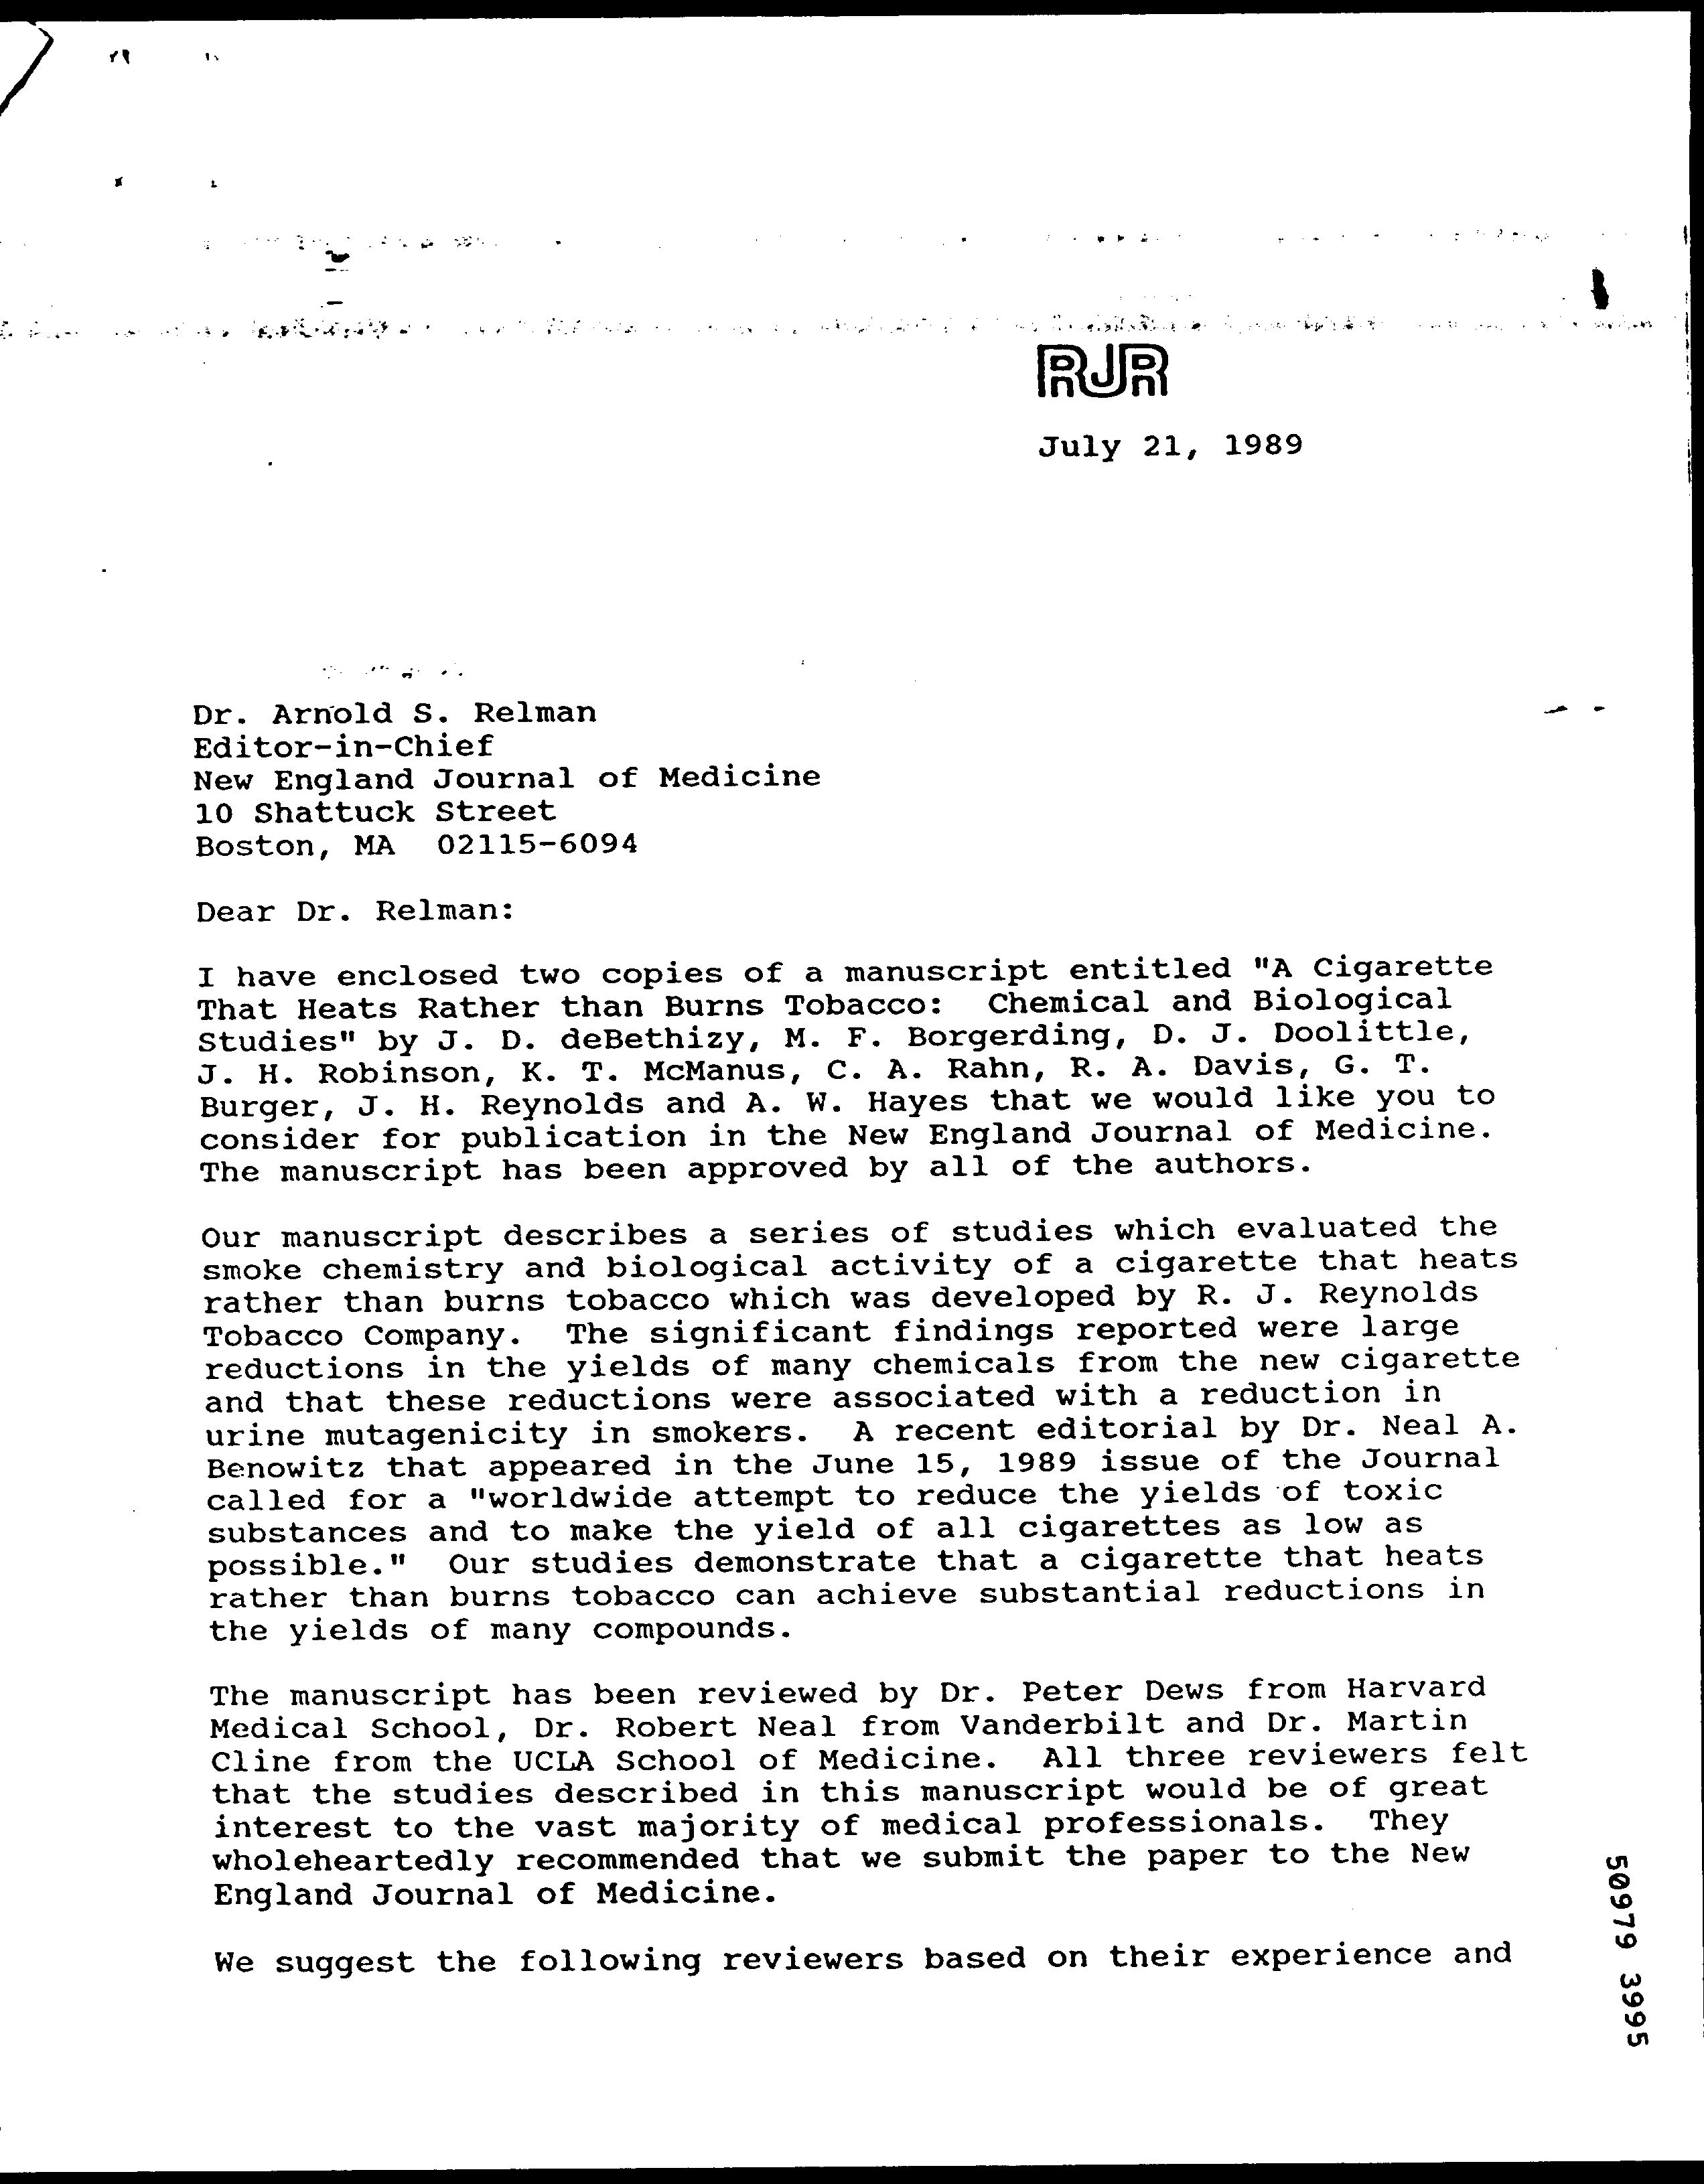 RJR
July 21, 1989
Dr. Arnold S. Relman
Editor-in-Chief
New England Journal of Medicine
10 Shattuck Street
Boston, MA 02115-6094
Dear Dr. Relman:
I have enclosed two copies of a manuscript entitled "A Cigarette
That Heats Rather than Burns Tobacco: Chemical and Biological
Studies" by J. D. deBethizy, M. F. Borgerding, D. J. Doolittle,
J. H. Robinson, K. T. McManus, C. A. Rahn, R. A. Davis, G. T.
Burger, J. H. Reynolds and A. W. Hayes that we would like you to
consider for publication in the New England Journal of Medicine.
The manuscript has been approved by all of the authors.
Our manuscript describes a series of studies which evaluated the
smoke chemistry and biological activity of a cigarette that heats
rather than burns tobacco which was developed by R. J. Reynolds
Tobacco Company. The significant findings reported were large
reductions in the yields of many chemicals from the new cigarette
and that these reductions were associated with a reduction in
urine mutagenicity in smokers. A recent editorial by Dr. Neal A.
Benowitz that appeared in the June 15, 1989 issue of the Journal
called for a "worldwide attempt to reduce the yields of toxic
substances and to make the yield of all cigarettes as low as
possible." Our studies demonstrate that a cigarette that heats
rather than burns tobacco can achieve substantial reductions in
the yields of many compounds.
The manuscript has been reviewed by Dr. Peter Dews from Harvard
Medical School, Dr. Robert Neal from Vanderbilt and Dr. Martin
Cline from the UCLA School of Medicine. All three reviewers felt
that the studies described in this manuscript would be of great
interest to the vast majority of medical professionals. They
wholeheartedly recommended that we submit the paper to the New
England Journal of Medicine.
We suggest the following reviewers based on their experience and
50979 3995